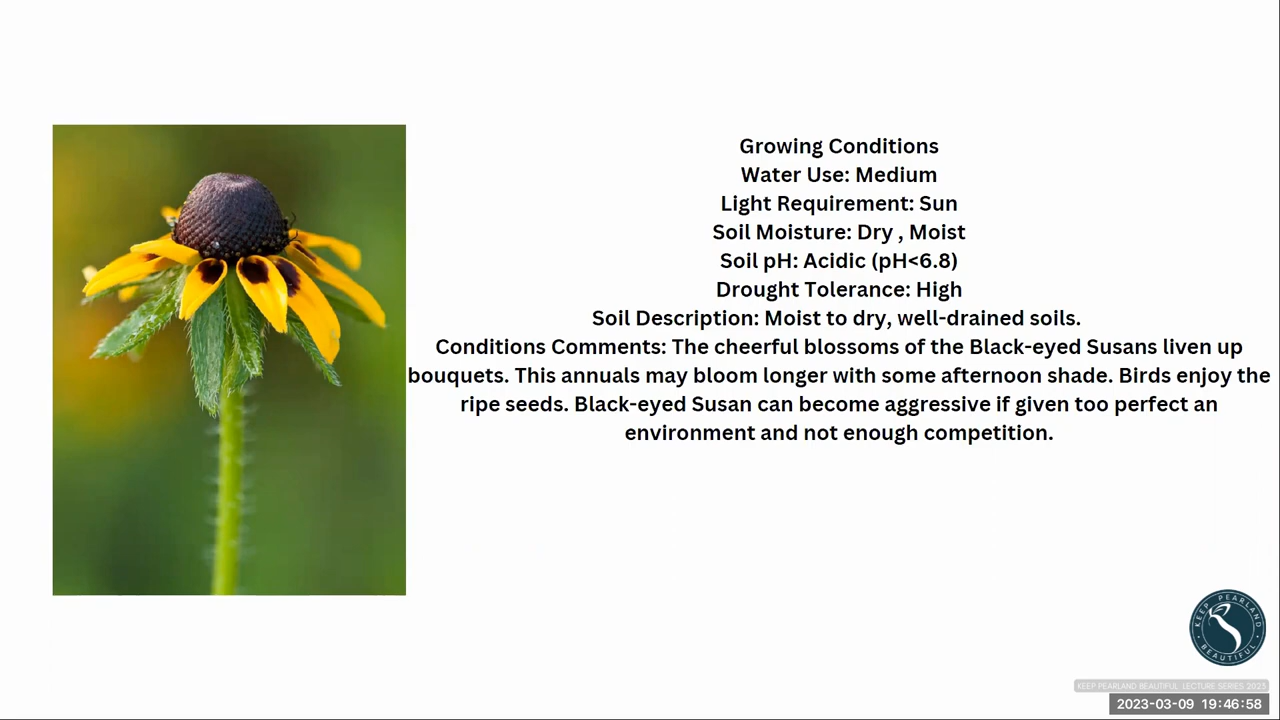 Growing Conditions
Water Use: Medium
Light Requirement: Sun
Soil Moisture: Dry , Moist
Soil pH: Acidic (pH<6.8)
Drought Tolerance: High
Soil Description: Moist to dry, well-drained soils.
Conditions Comments: The cheerful blossoms of the Black-eyed Susans liven up
bouquets. This annuals may bloom longer with some afternoon shade. Birds enjoy the
ripe seeds. Black-eyed Susan can become aggressive if given too perfect an
environment and not enough competition.
KEEP PEARLAND
BEAUTIFUL
KEEP PEARLAND BEAUTIFUL LECTURE SERIES 2023
2023-03-09 19:46:58